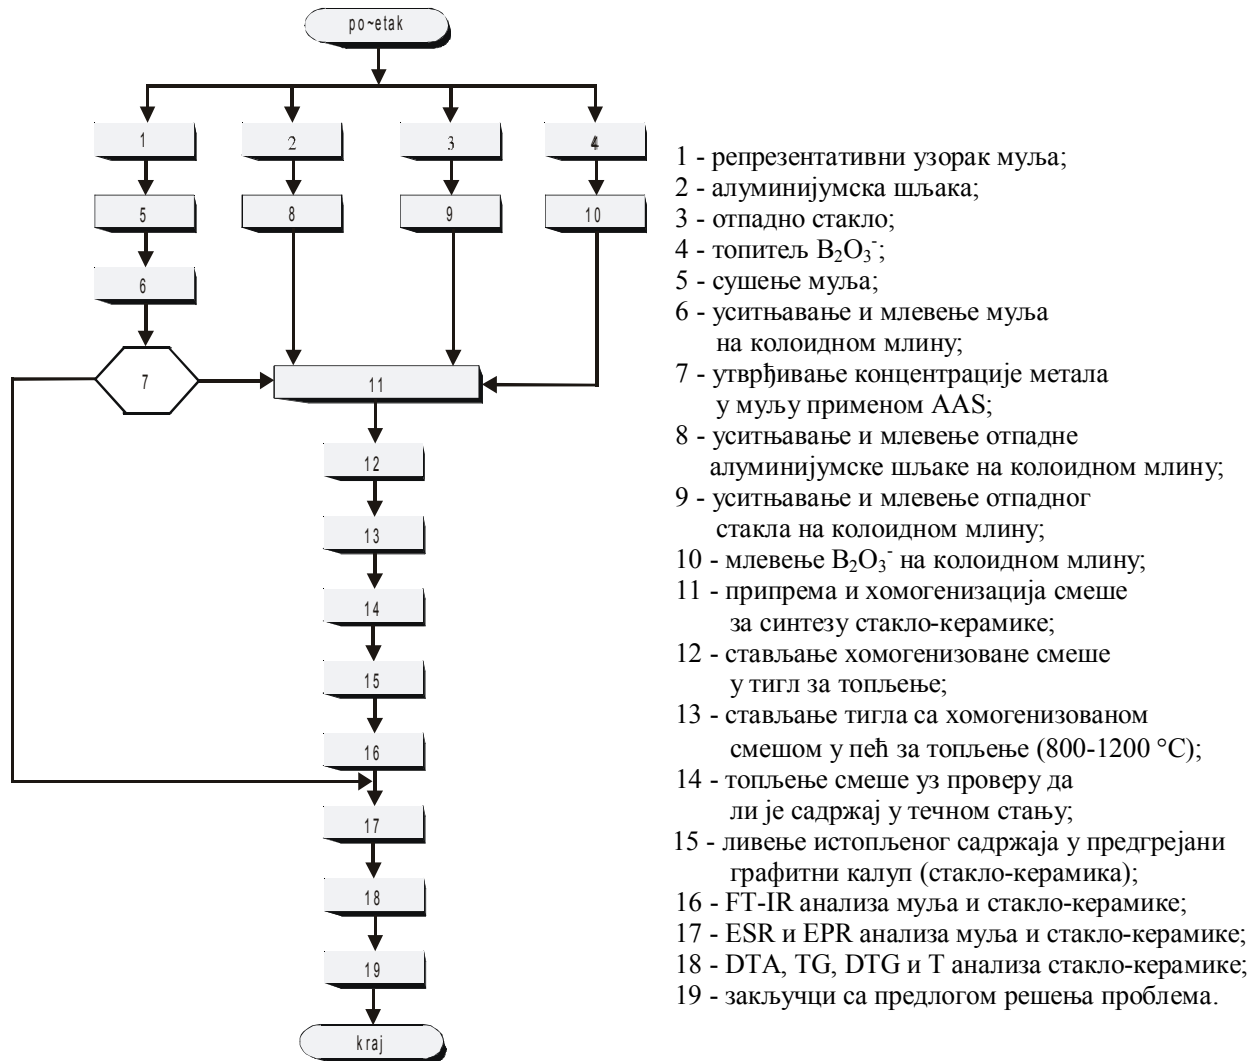 po~etak
1
2
3
4
5
8
9
10
6
7
11
12
13
14
15
16
17
18
19
kraj
1 - репрезентативни узорак муља;
2 - алуминијумска шљака;
3 - отпадно стакло;
4 - топитељ B₂O₃⁻;
5 - сушење муља;
6 - уситњавање и млевење муља
на колоидном млину;
7 - утврђивање концентрације метала
у муљу применом AAS;
8 - уситњавање и млевење отпадне
алуминијумске шљаке на колоидном млину;
9 - уситњавање и млевење отпадног
стакла на колоидном млину;
10 - млевење B₂O₃⁻ на колоидном млину;
11 - припрема и хомогенизација смеше
за синтезу стакло-керамике;
12 - стављање хомогенизоване смеше
у тигл за топљење;
13 - стављање тигла са хомогенизованом
смешом у пећ за топљење (800-1200 °C);
14 - топљење смеше уз проверу да
ли је садржај у течном стању;
15 - ливење истопљеног садржаја у предгрејани
графитни калуп (стакло-керамика);
16 - FT-IR анализа муља и стакло-керамике;
17 - ESR и EPR анализа муља и стакло-керамике;
18 - DTA, TG, DTG и T анализа стакло-керамике;
19 - закључци са предлогом решења проблема.